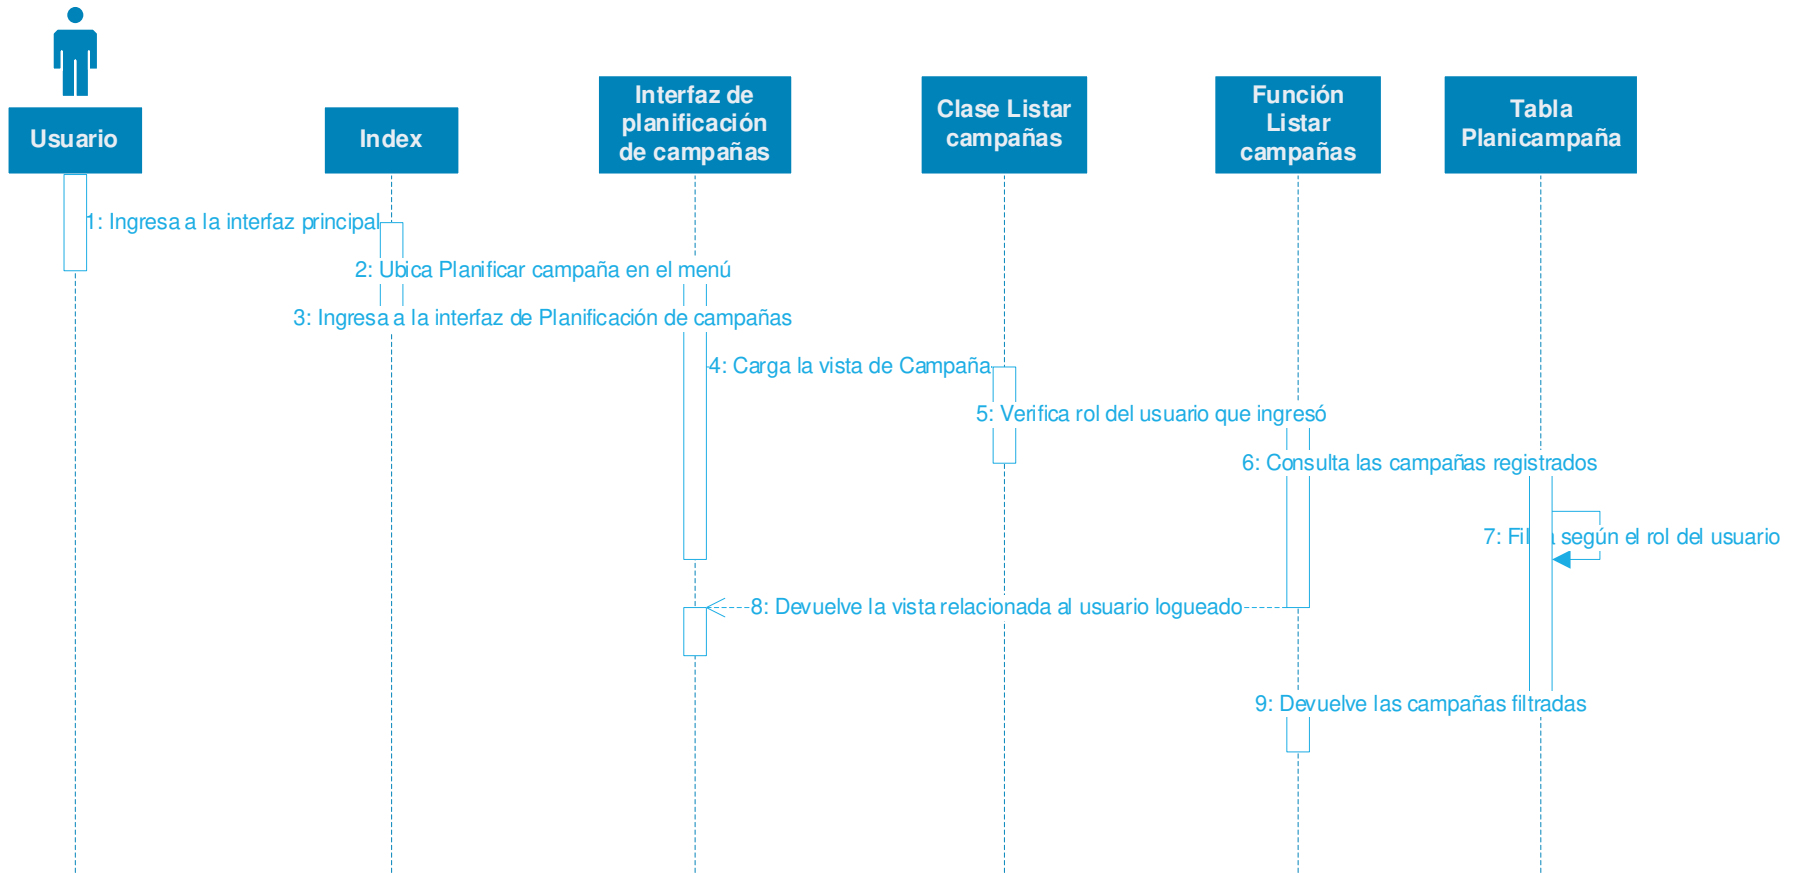 Usuario
Index
Interfaz de
planificación
de campañas
Clase Listar
campañas
Función
Listar
campañas
Tabla
Planicampaña
1: Ingresa a la interfaz principal
2: Ubica Planificar campaña en el menú
3: Ingresa a la interfaz de Planificación de campañas
4: Carga la vista de Campaña
5: Verifica rol del usuario que ingresó
6: Consulta las campañas registrados
7: según el rol del usuario
8: Devuelve la vista relacionada al usuario logueado
9: Devuelve las campañas filtradas